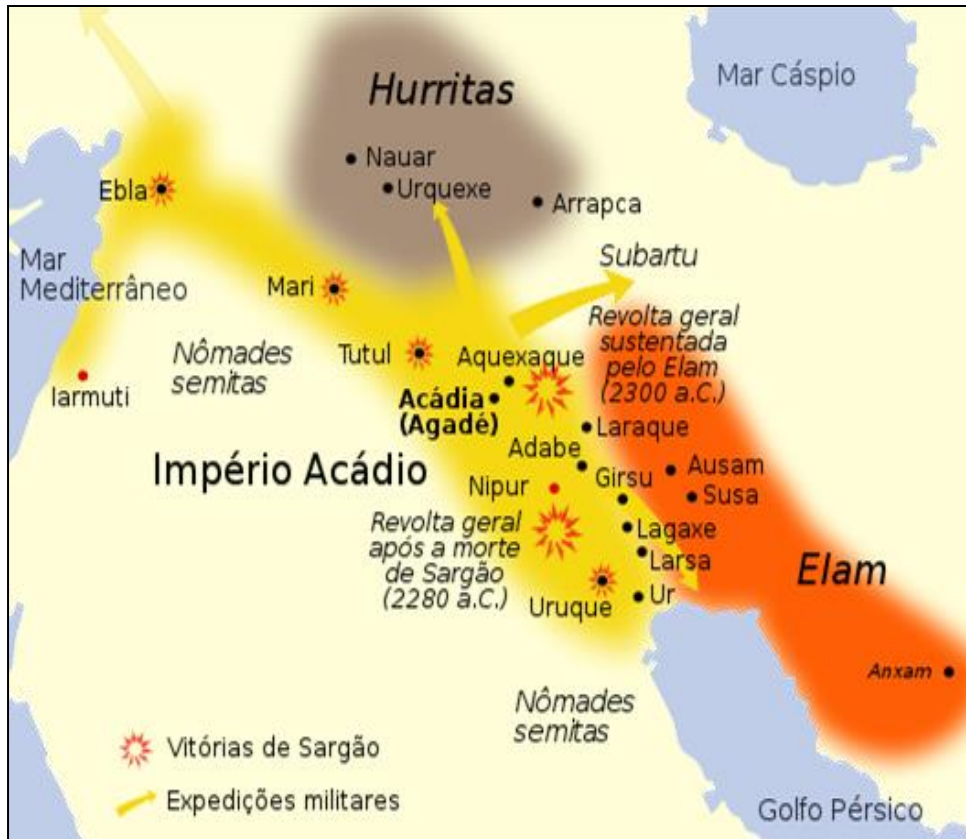 Hurritas
Mar Cáspio
Nauar
Urquexe
Ebla
Arrapca
Subartu
Mar
Mediterrâneo
Mari
Revolta geral
sustentada
pelo Elam
(2300 a.C.)
Nômades
semitas
Tutul
Aquexaque
Iarmuti
Acádia
(Agadé)
Laraque
Adabe
Império Acádio
Girsu
Ausam
Nipur
Susa
Revolta geral
após a morte
de Sargão
(2280 a.C.)
Lagaxe
Larsa
Elam
Uruque
Ur
Anxam
Nômades
semitas
Vitórias de Sargão
Expedições militares
Golfo Pérsico